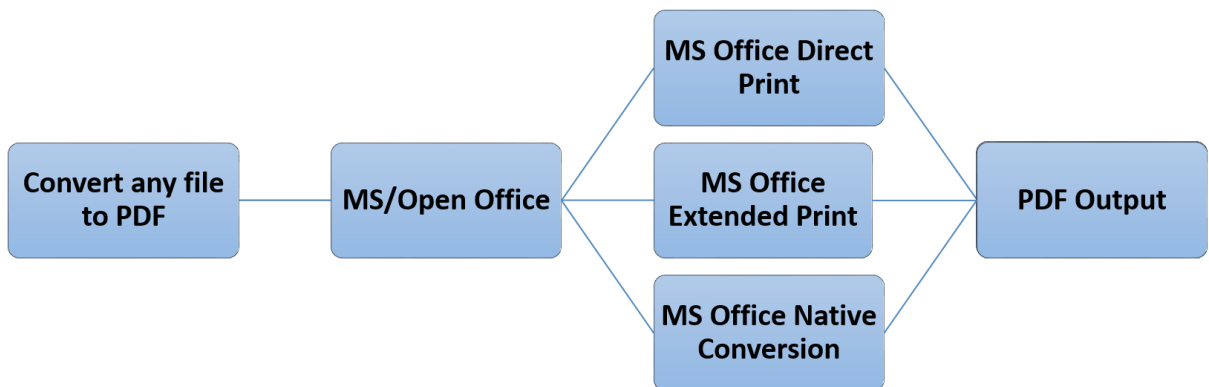 Convert any file
to PDF
MS/Open Office
MS Office Direct
Print
MS Office
Extended Print
MS Office Native
Conversion
PDF Output